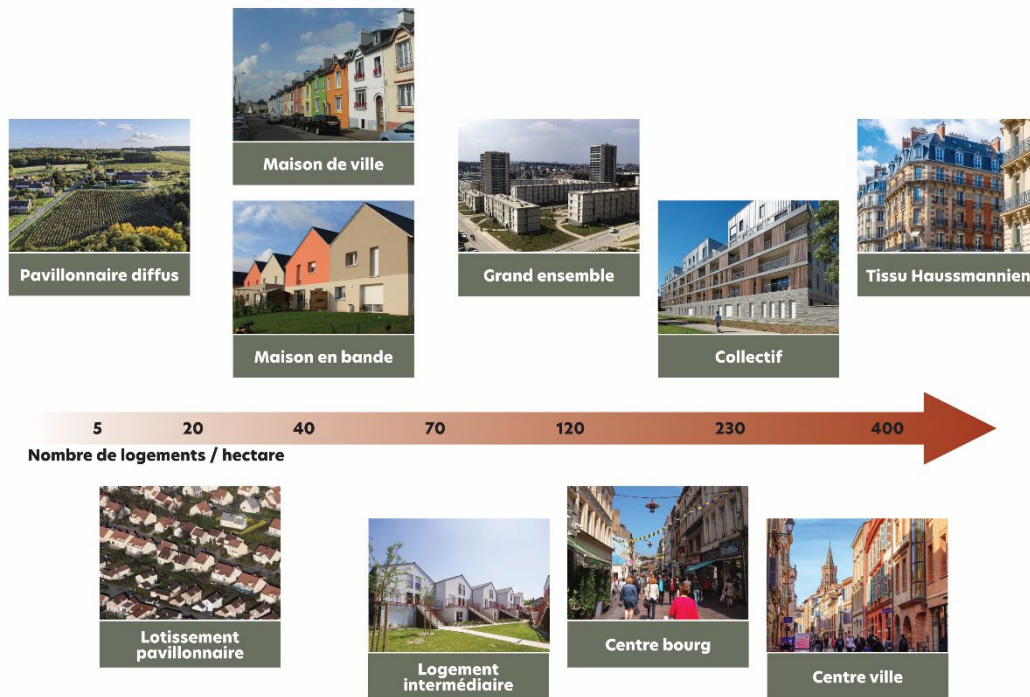 Maison de ville
Pavillonnaire diffus
Maison en bande
Grand ensemble
Collectif
Tissu Haussmannien
5 20 40 70 120 230 400
Nombre de logements / hectare
Lotissement
pavillonnaire
Logement
intermédiaire
Centre bourg
Centre ville